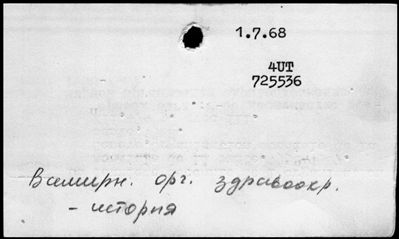 1.7.68
4UT
725536
Всемирн. орг. здравоохр.
- история